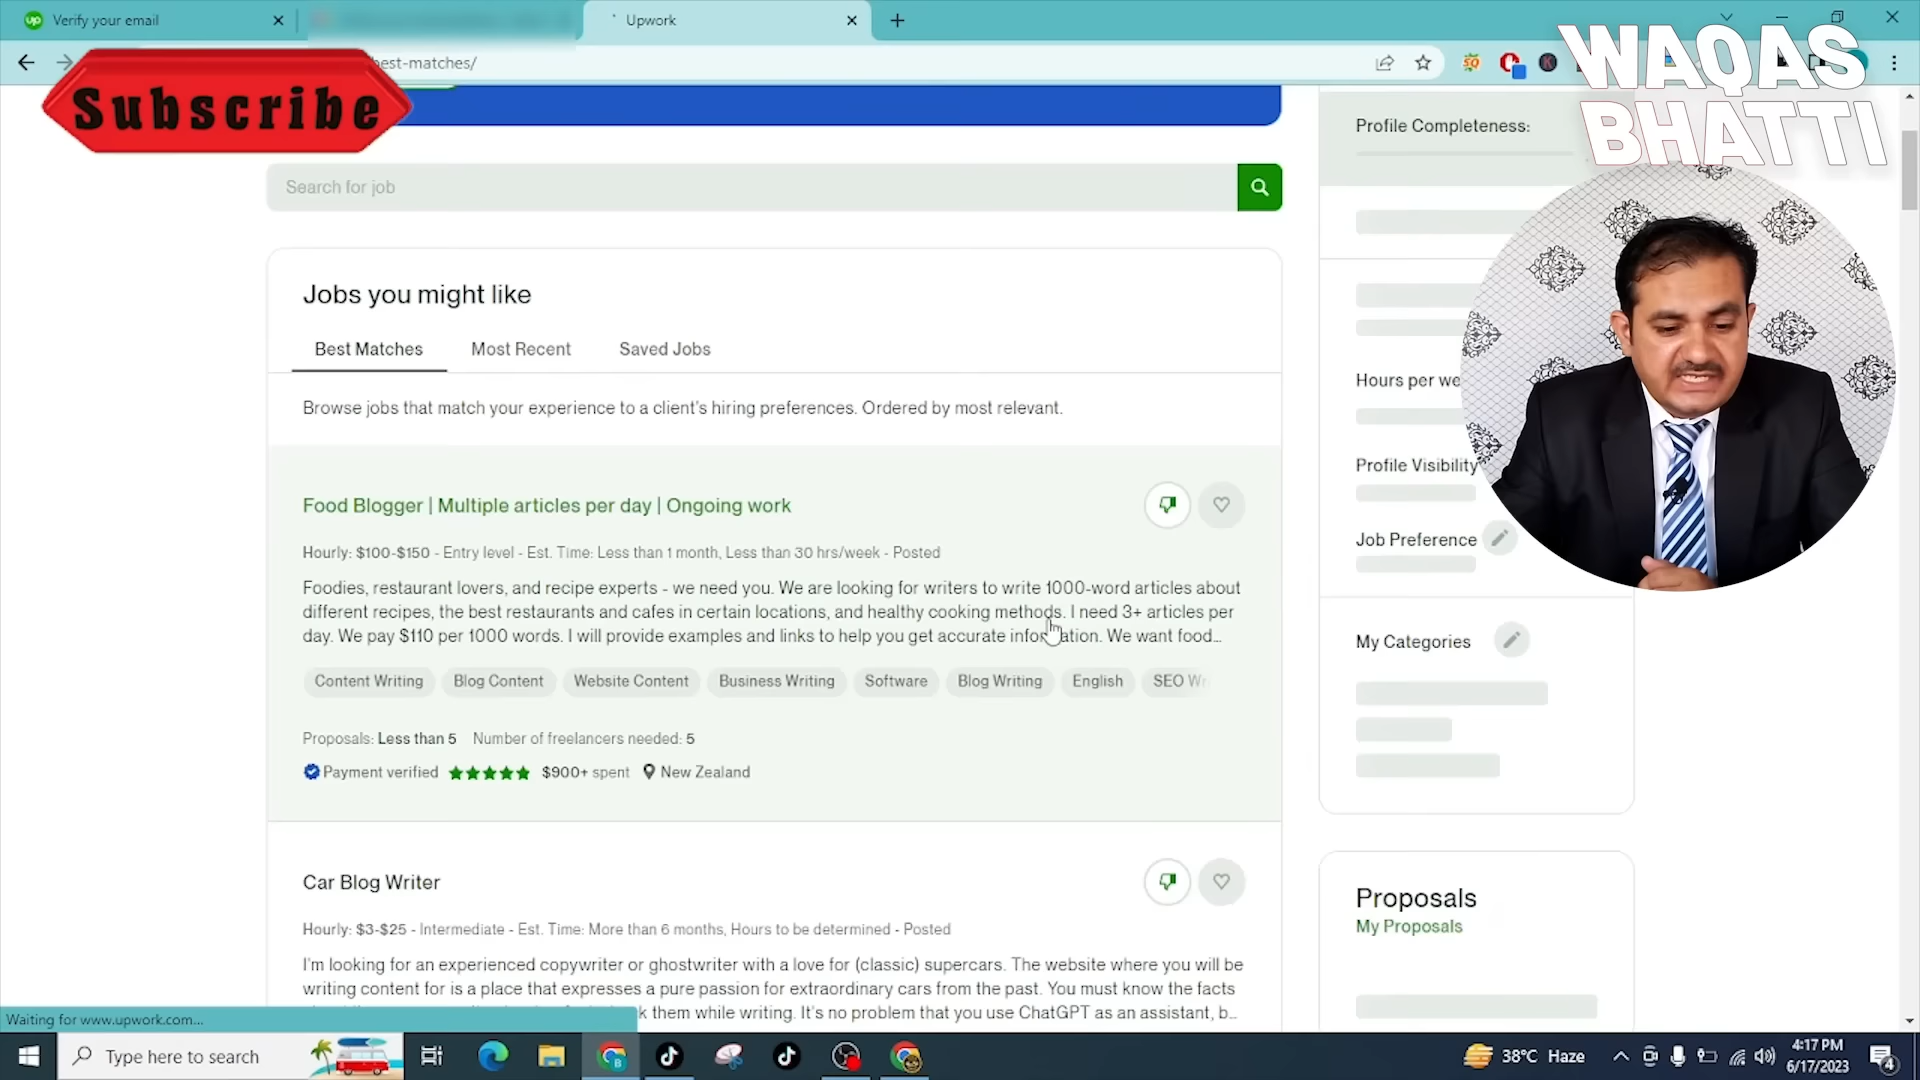 Verify your email
Upwork
best-matches/
WAQAS
BHATTI
Subscribe
Search for job
Profile Completeness:
Jobs you might like
Best Matches
Most Recent
Saved Jobs
Browse jobs that match your experience to a client's hiring preferences. Ordered by most relevant.
Hours per we
Profile Visibility
Job Preference
My Categories
Food Blogger | Multiple articles per day | Ongoing work
Hourly: $100-$150 - Entry level - Est. Time: Less than 1 month, Less than 30 hrs/week - Posted
Foodies, restaurant lovers, and recipe experts - we need you. We are looking for writers to write 1000-word articles about
different recipes, the best restaurants and cafes in certain locations, and healthy cooking methods. I need 3+ articles per
day. We pay $110 per 1000 words. I will provide examples and links to help you get accurate information. We want food...
Content Writing
Blog Content
Website Content
Business Writing
Software
Blog Writing
English
SEO Wr
Proposals: Less than 5 Number of freelancers needed: 5
Payment verified $900+ spent New Zealand
Car Blog Writer
Hourly: $3-$25 - Intermediate - Est. Time: More than 6 months, Hours to be determined - Posted
I'm looking for an experienced copywriter or ghostwriter with a love for (classic) supercars. The website where you will be
writing content for is a place that expresses a pure passion for extraordinary cars from the past. You must know the facts
k them while writing. It's no problem that you use ChatGPT as an assistant, b...
Proposals
My Proposals
Waiting for www.upwork.com...
Type here to search
38°C Haze
4:17 PM
6/17/2023
4